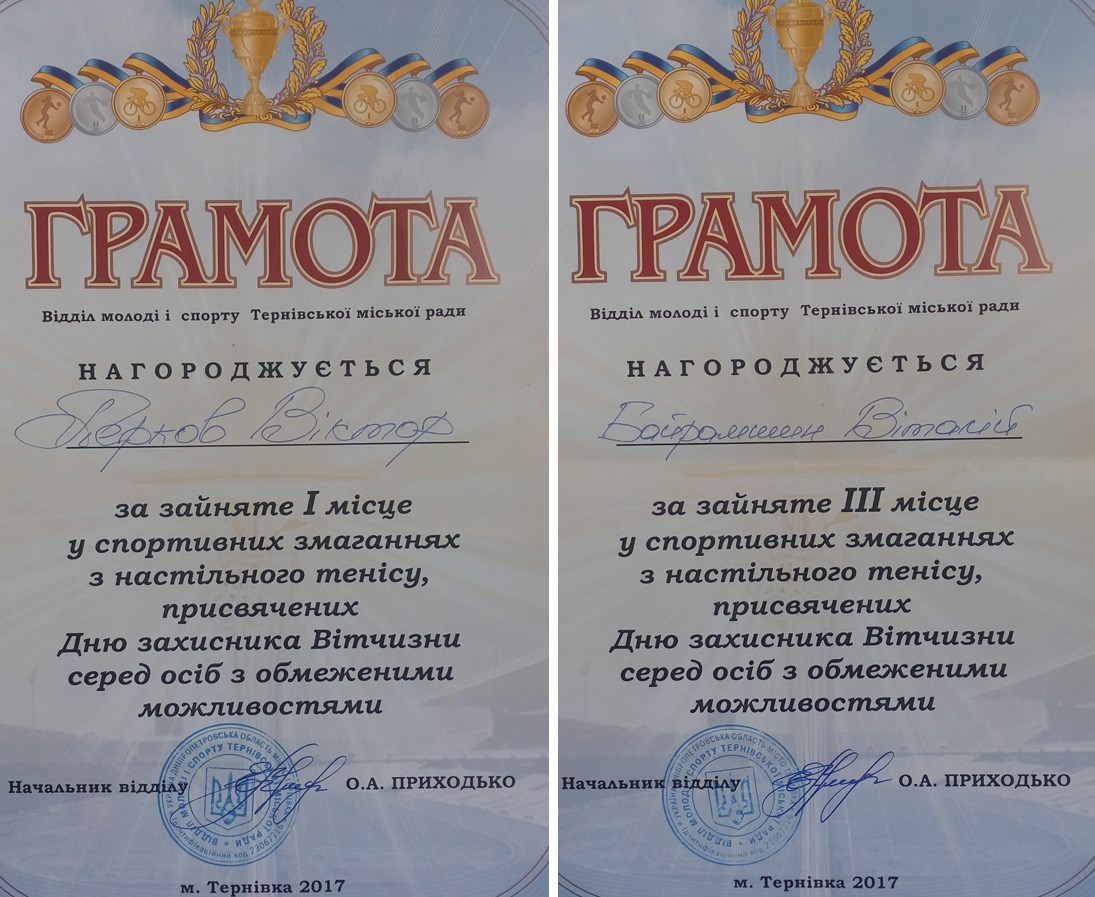 ГРАМОТА
Відділ молоді і спорту Тернівської міської ради
НАГОРОДЖУЄТЬСЯ
Віктор
за зайняте I місце
у спортивних змаганнях
з настільного тенісу,
присвячених
Дню захисника Вітчизни
серед осіб з обмеженими
можливостями
Начальник відділу О.А. ПРИХОДЬКО
м. Тернівка 2017
ГРАМОТА
Відділ молоді і спорту Тернівської міської ради
НАГОРОДЖУЄТЬСЯ
Віталій
за зайняте III місце
у спортивних змаганнях
з настільного тенісу,
присвячених
Дню захисника Вітчизни
серед осіб з обмеженими
можливостями
Начальник відділу О.А. ПРИХОДЬКО
м. Тернівка 2017